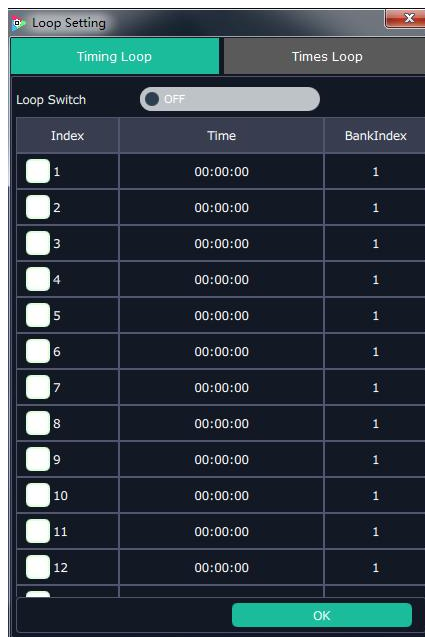 Loop Setting
Timing Loop Times Loop
Loop Switch OFF
Index Time BankIndex
1 00:00:00 1
2 00:00:00 1
3 00:00:00 1
4 00:00:00 1
5 00:00:00 1
6 00:00:00 1
7 00:00:00 1
8 00:00:00 1
9 00:00:00 1
10 00:00:00 1
11 00:00:00 1
12 00:00:00 1
OK